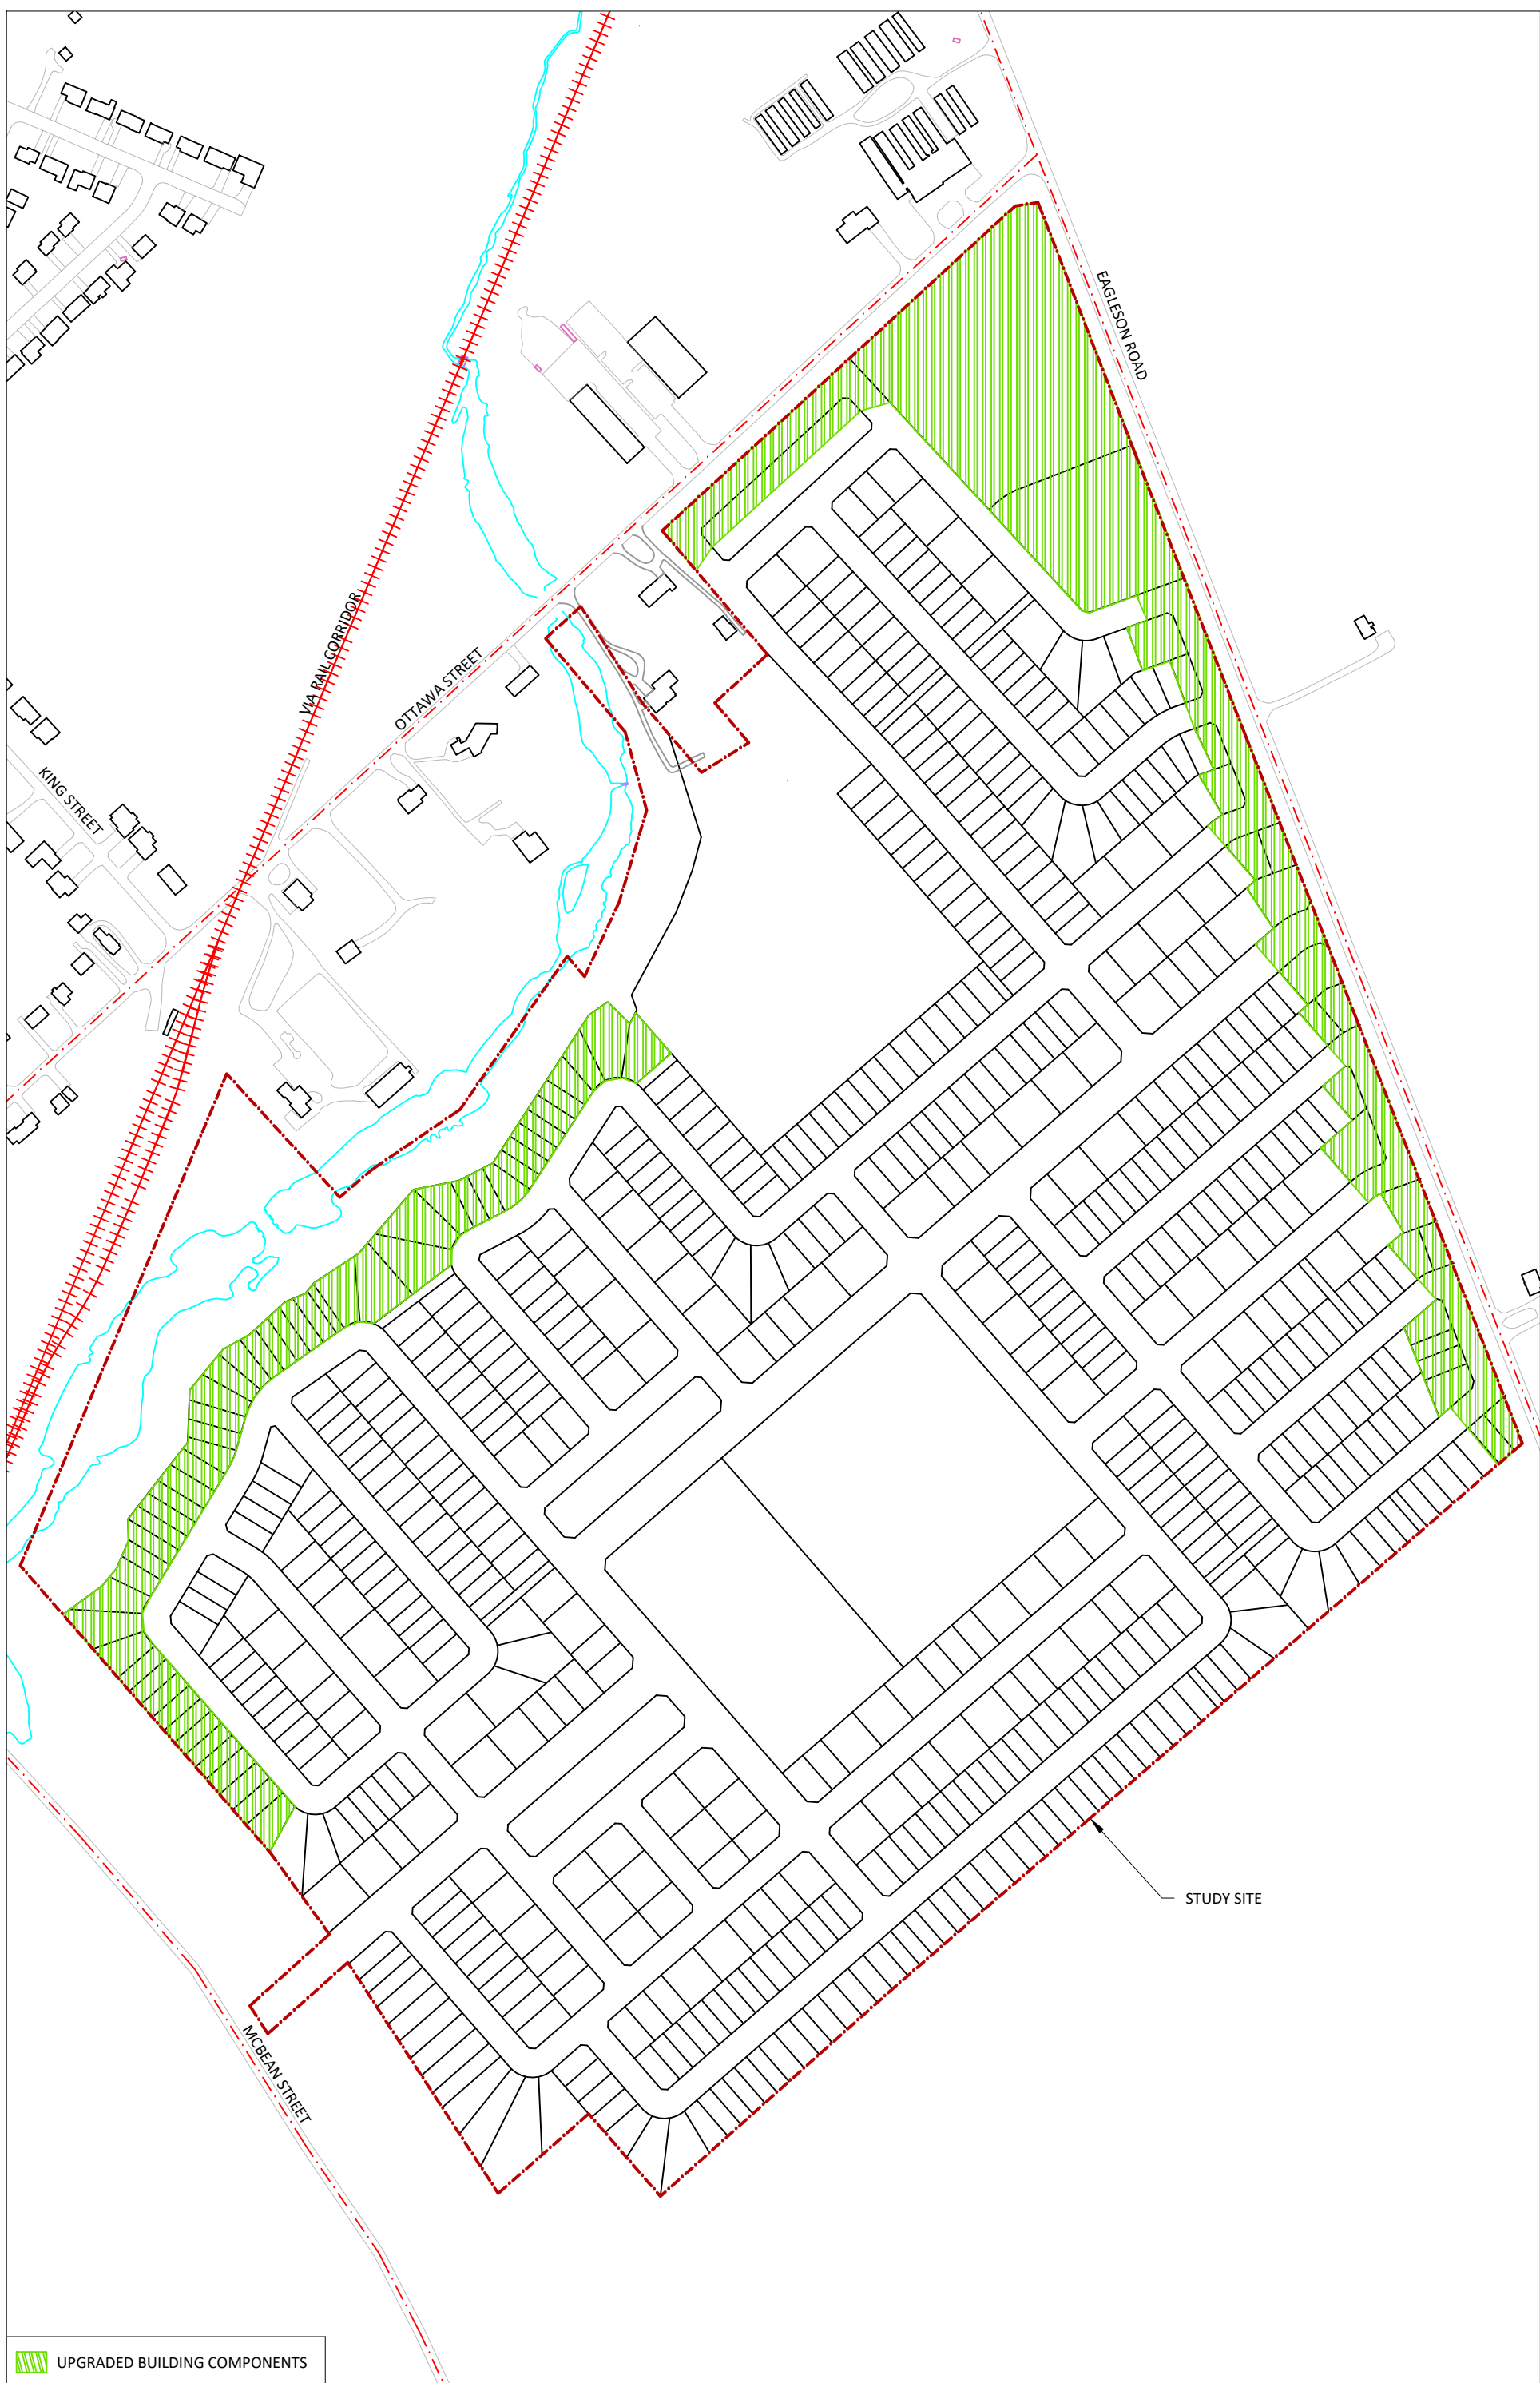 EAGLESON ROAD
VIA RAIL CORRIDOR
OTTAWA STREET
KING STREET
STUDY SITE
MCBEAN STREET
UPGRADED BUILDING COMPONENTS